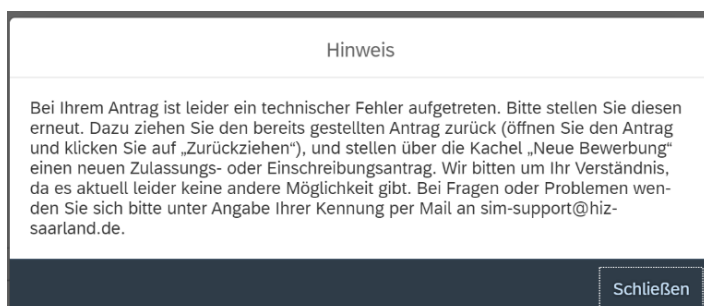 Hinweis
Bei Ihrem Antrag ist leider ein technischer Fehler aufgetreten. Bitte stellen Sie diesen
erneut. Dazu ziehen Sie den bereits gestellten Antrag zurück (öffnen Sie den Antrag
und klicken Sie auf „Zurückziehen“), und stellen über die Kachel „Neue Bewerbung“
einen neuen Zulassungs- oder Einschreibungsantrag. Wir bitten um Ihr Verständnis,
da es aktuell leider keine andere Möglichkeit gibt. Bei Fragen oder Problemen wen-
den Sie sich bitte unter Angabe Ihrer Kennung per Mail an sim-support@hiz-
saarland.de.
Schließen